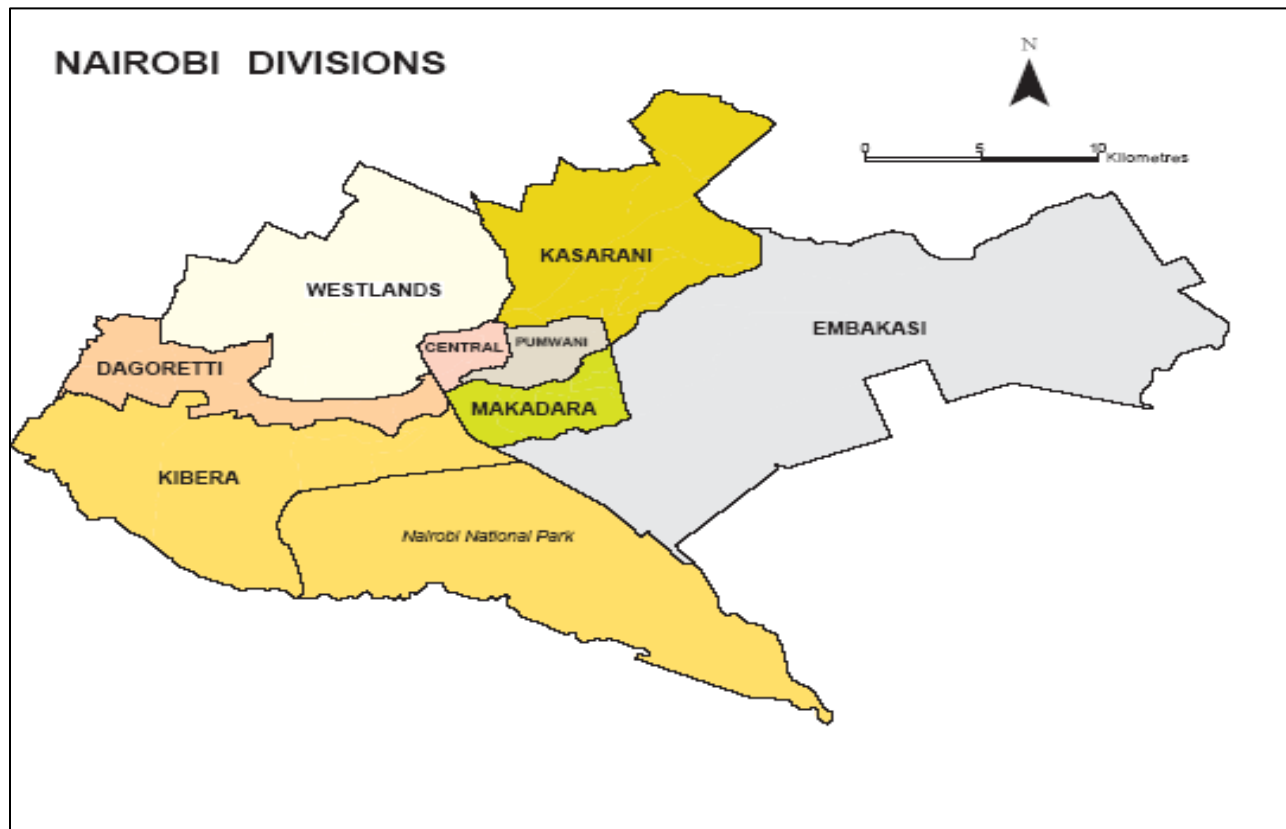 NAIROBI DIVISIONS
N
0 5 10
Kilometres
KASARANI
WESTLANDS
EMBAKASI
CENTRAL
PUMWANI
DAGORETTI
MAKADARA
KIBERA
Nairobi National Park